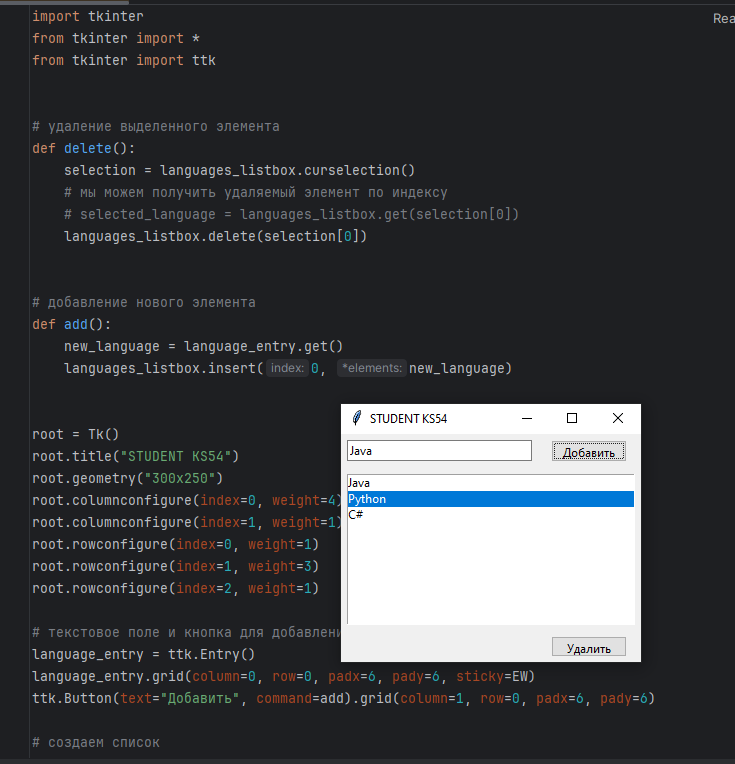 import tkinter
from tkinter import *
from tkinter import ttk
# удаление выделенного элемента
def delete():
selection = languages_listbox.curselection()
# мы можем получить удаляемый элемент по индексу
# selected_language = languages_listbox.get(selection[0])
languages_listbox.delete(selection[0])
# добавление нового элемента
def add():
new_language = language_entry.get()
languages_listbox.insert( index: 0, *elements: new_language)
root = Tk()
root.title("STUDENT KS54")
root.geometry("300x250")
root.columnconfigure(index=0, weight=4)
root.columnconfigure(index=1, weight=1)
root.rowconfigure(index=0, weight=1)
root.rowconfigure(index=1, weight=3)
root.rowconfigure(index=2, weight=1)
# текстовое поле и кнопка для
language_entry = ttk.Entry()
language_entry.grid(column=0, row=0, padx=6, pady=6, sticky=EW)
ttk.Button(text="Добавить", command=add).grid(column=1, row=0, padx=6, pady=6)
# создаем список
STUDENT KS54
Java
Добавить
Java
Python
C#
Удалить